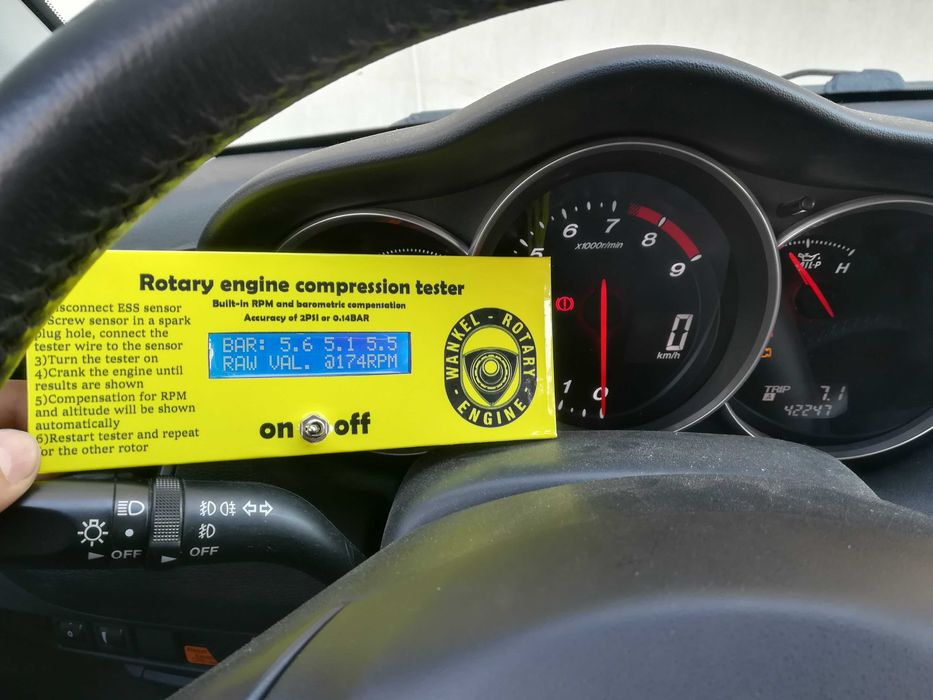 Rotary engine compression tester
Built-in RPM and barometric compensation
Accuracy of 2PSI or 0.14BAR
isconnect ESS sensor
Screw sensor in a spark
plug hole, connect the
tester wire to the sensor
3)Turn the tester on
4)Crank the engine until
results are shown
5)Compensation for RPM
and altitude will be shown
automatically
6)Restart tester and repeat
for the other rotor
BAR: 5.6 5.1 5.5
RAW VAL. @174RPM
on off
WANKEL - ROTARY
ENGINE
5 6 7 8 9
x1000r/min
0
km/h
1 0
H
TRIP A 7.1
42247
OFF
OFF